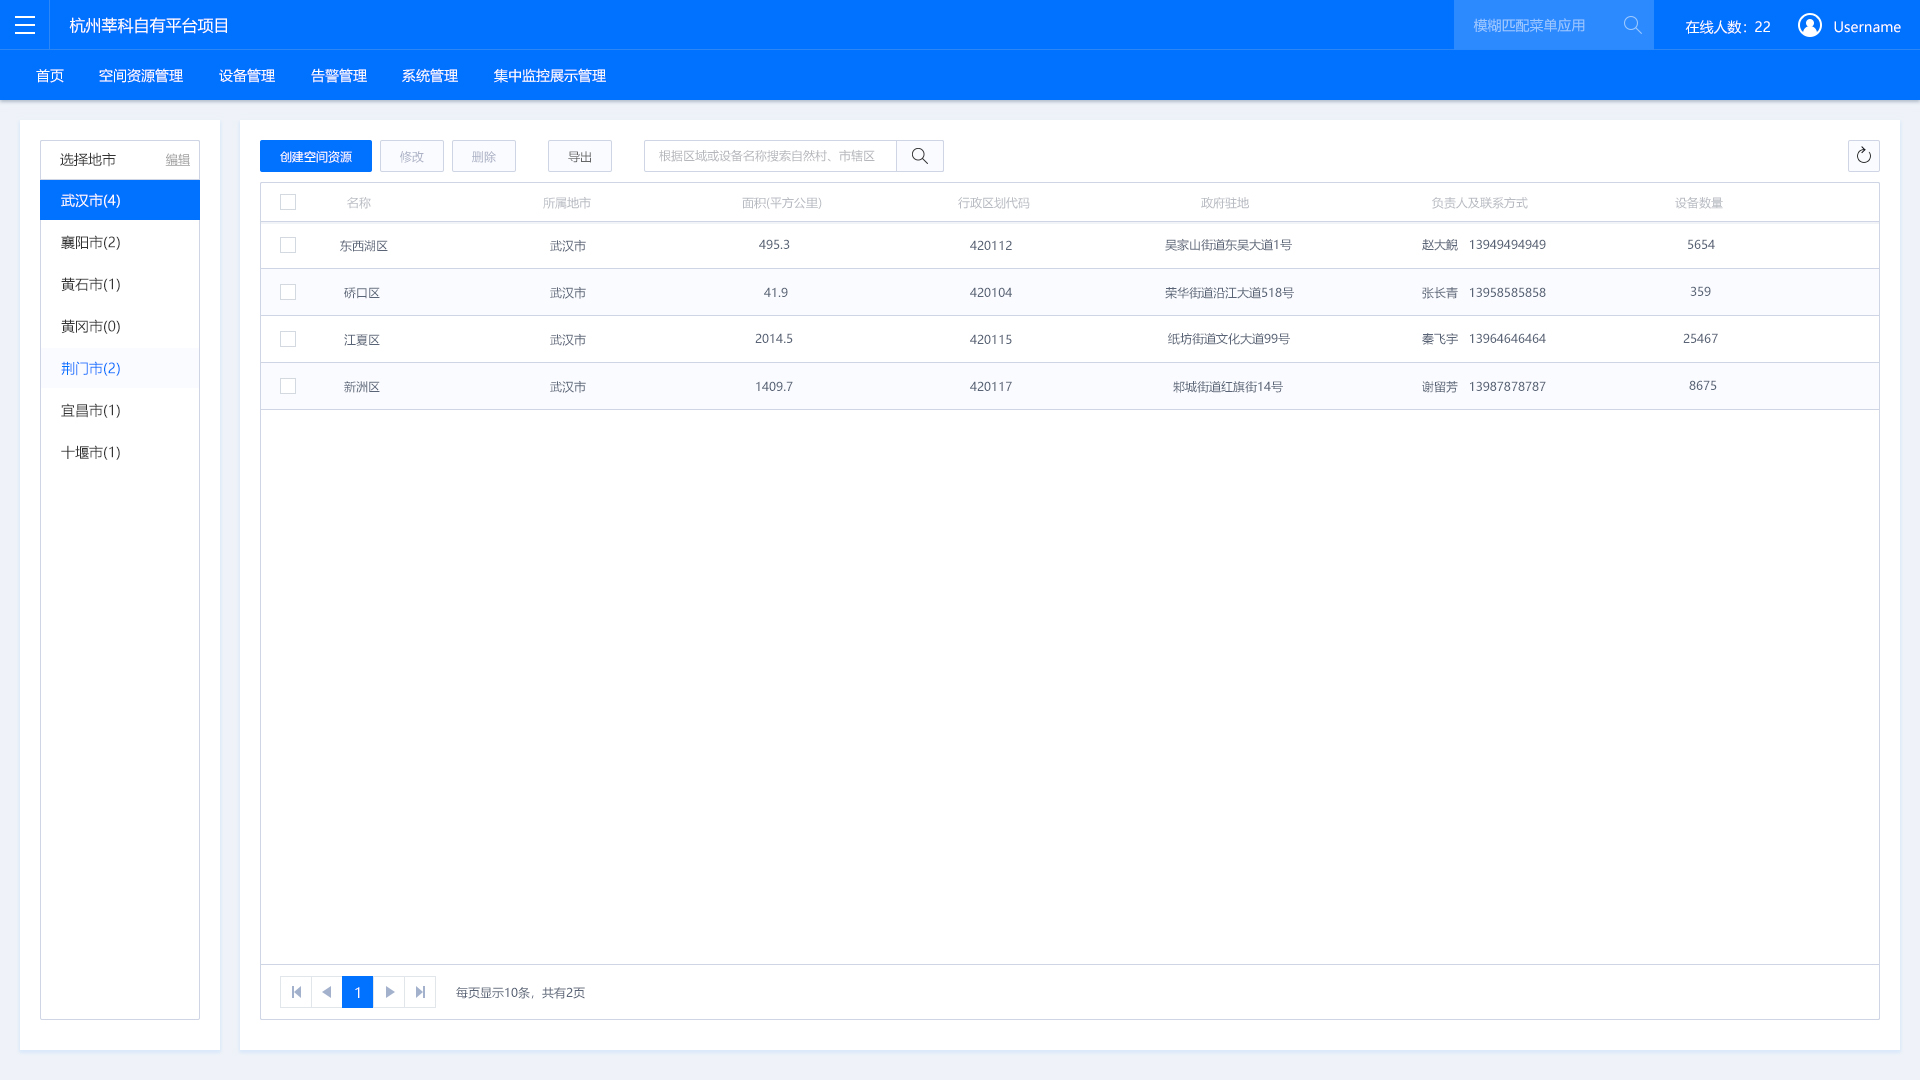 杭州莘科自有平台项目
模糊匹配菜单应用
在线人数：22
Username
首页 空间资源管理 设备管理 告警管理 系统管理 集中监控展示管理
选择地市 编辑
武汉市(4)
襄阳市(2)
黄石市(1)
黄冈市(0)
荆门市(2)
宜昌市(1)
十堰市(1)
创建空间资源 修改 删除 导出 根据区域或设备名称搜索自然村、市辖区
名称 所属地市 面积(平方公里) 行政区划代码 政府驻地 负责人及联系方式 设备数量
东西湖区 武汉市 495.3 420112 吴家山街道东吴大道1号 赵大鲵 13949494949 5654
硚口区 武汉市 41.9 420104 荣华街道沿江大道518号 张长青 13958585858 359
江夏区 武汉市 2014.5 420115 纸坊街道文化大道99号 秦飞宇 13964646464 25467
新洲区 武汉市 1409.7 420117 邾城街道红旗街14号 谢留芳 13987878787 8675
1 每页显示10条，共有2页